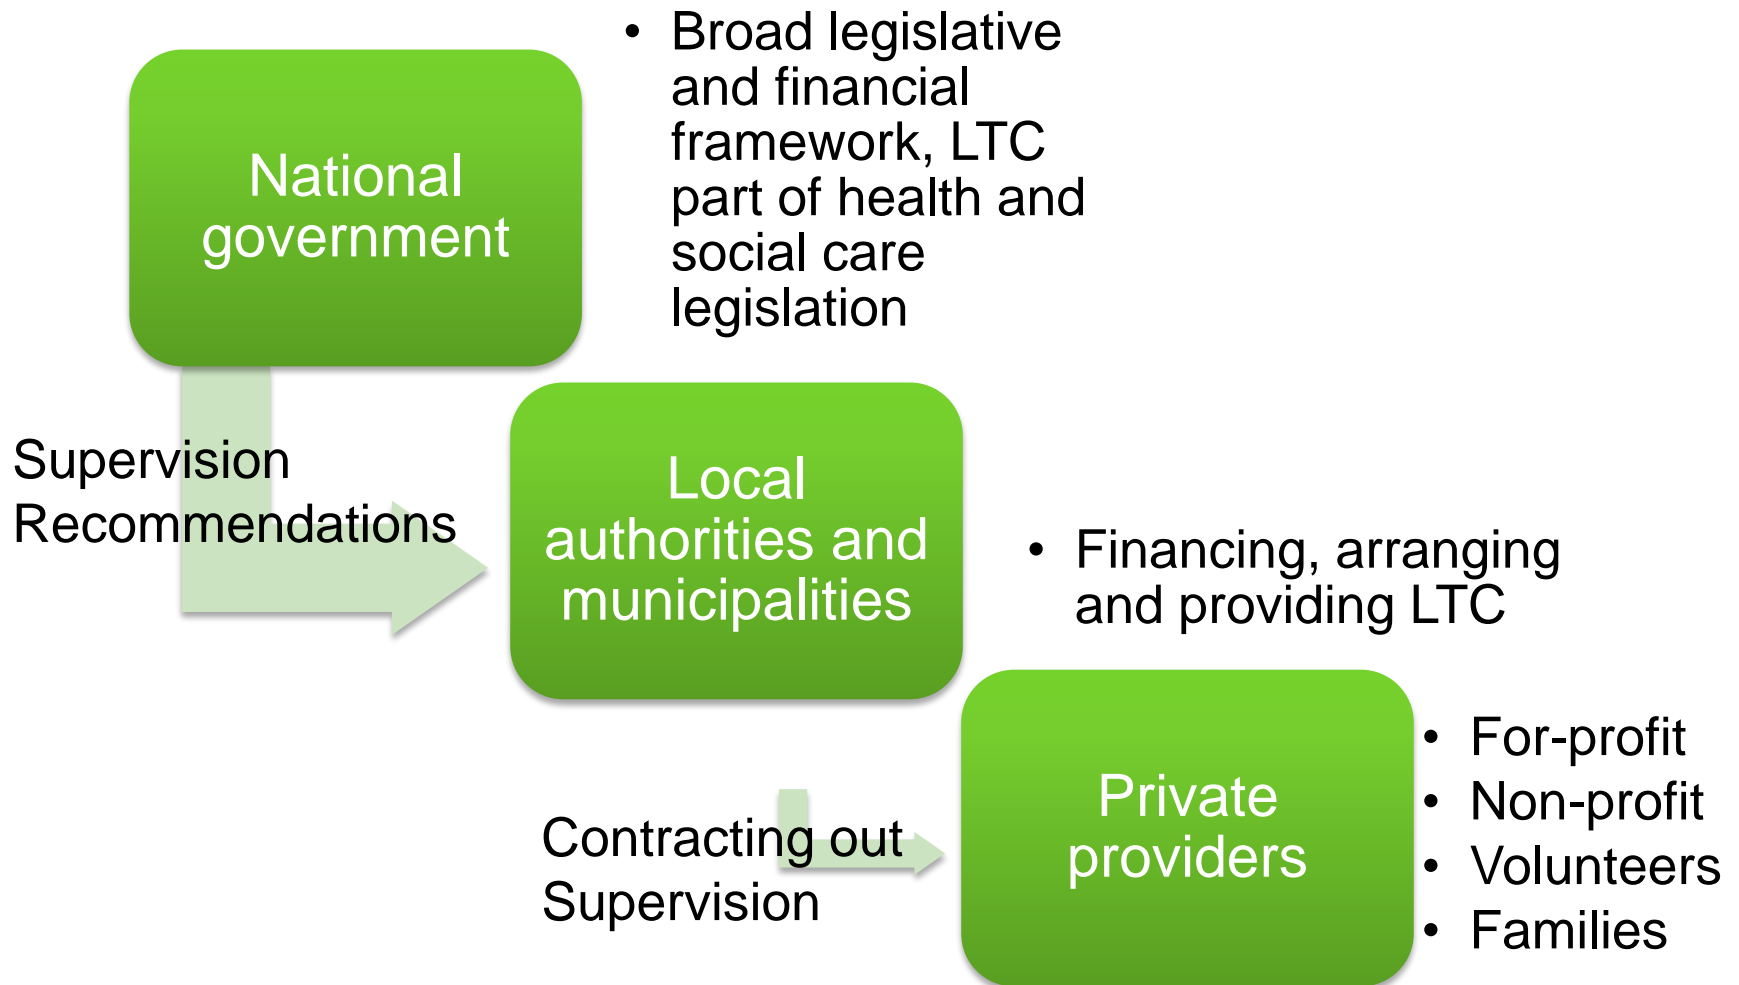 • Broad legislative
and financial
framework, LTC
part of health and
social care
legislation
National
government
Supervision
Recommendations
Local
authorities and
municipalities
• Financing, arranging
and providing LTC
Contracting out
Supervision
Private
providers
• For-profit
• Non-profit
• Volunteers
• Families